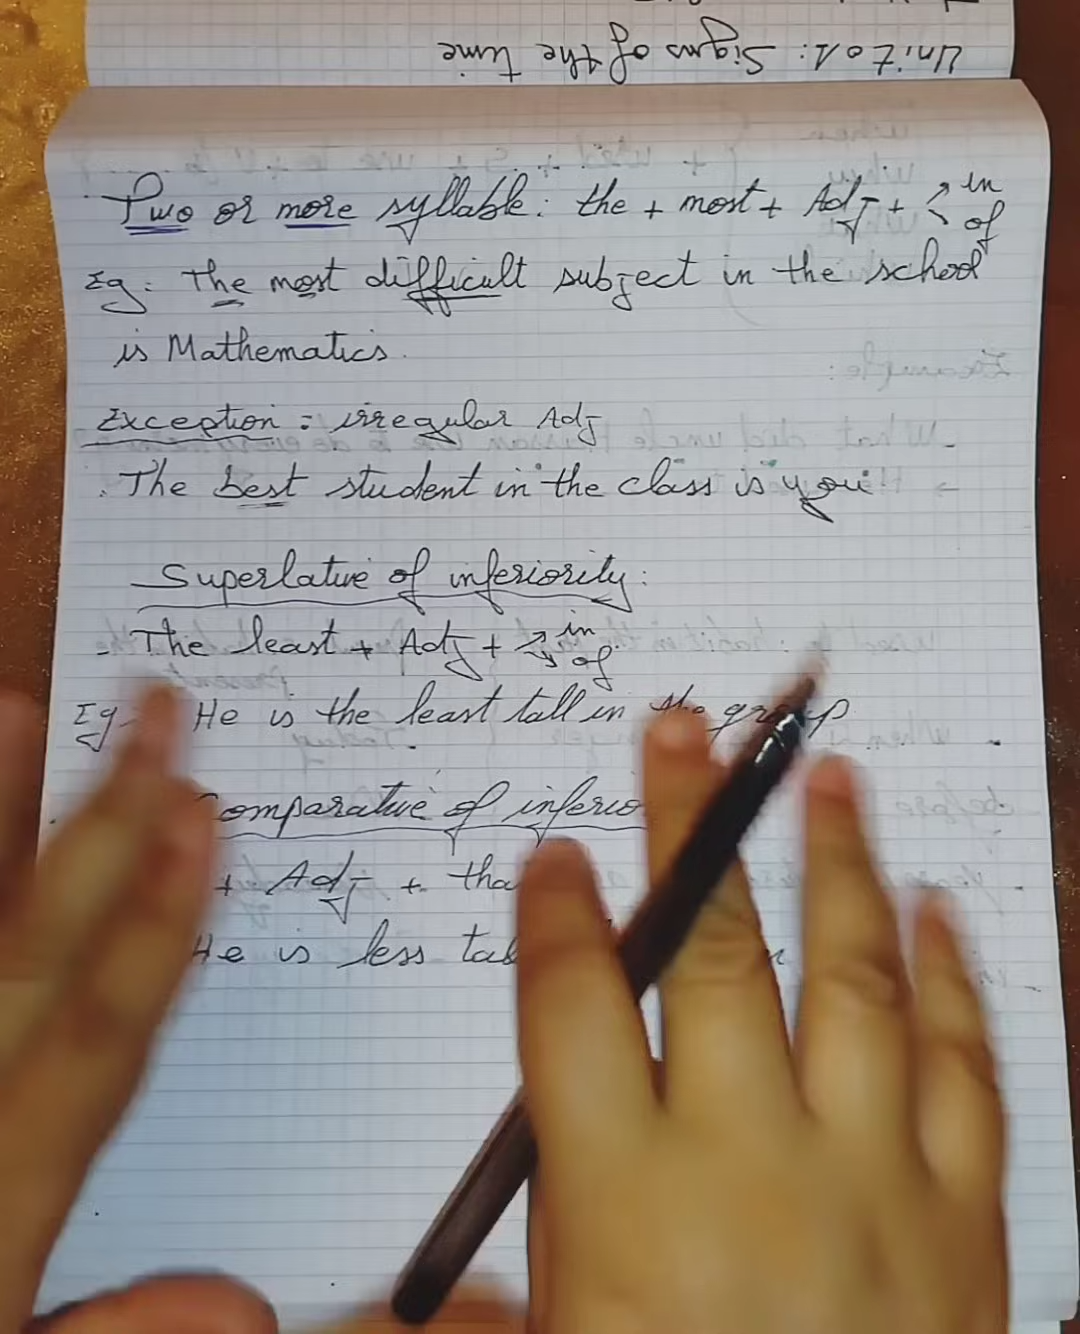 Unit 01: Signs of the time
Two or more syllable: the + most + Adj + in
of
Eg: The most difficult subject in the school
is Mathematics.
Exception: irregular Adj
. The best student in the class is you
Superlative of inferiority:
- The least + Adj + in
of
Eg He is the least tall in the group
Comparative of
+ Adj +
He is less